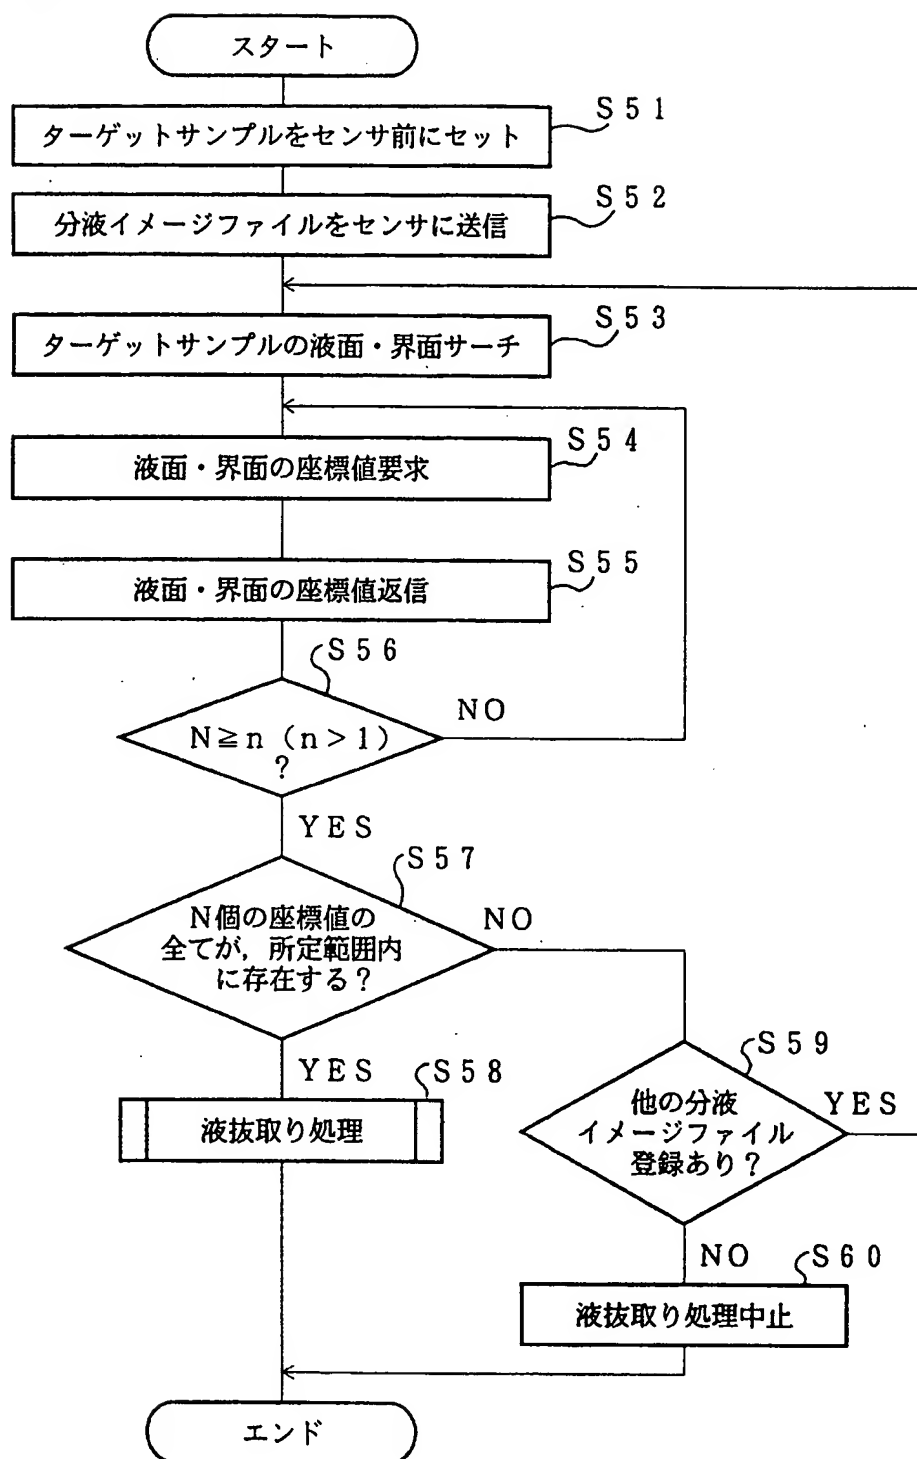 スタート
S51
ターゲットサンプルをセンサ前にセット
S52
分液イメージファイルをセンサに送信
S53
ターゲットサンプルの液面・界面サーチ
S54
液面・界面の座標値要求
S55
液面・界面の座標値返信
S56
N≧n (n>1)
?
NO
YES
S57
N個の座標値の
全てが,所定範囲内
に存在する?
NO
YES
S58
液抜取り処理
S59
他の分液
イメージファイル
登録あり?
YES
NO
S60
液抜取り処理中止
エンド